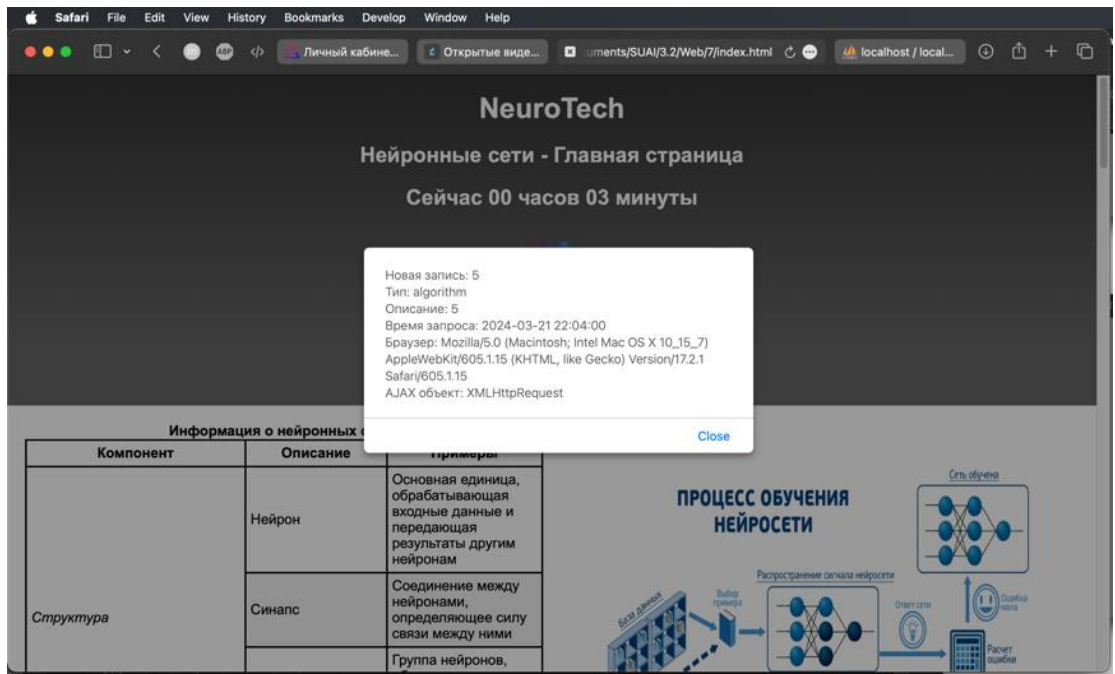 Safari File Edit View History Bookmarks Develop Window Help
ABP Личный кабине... Открытые виде... uments/SUAI/3.2/Web/7/index.html localhost / local...
NeuroTech
Нейронные сети - Главная страница
Сейчас 00 часов 03 минуты
Новая запись: 5
Тип: algorithm
Описание: 5
Время запроса: 2024-03-21 22:04:00
Браузер: Mozilla/5.0 (Macintosh; Intel Mac OS X 10_15_7)
AppleWebKit/605.1.15 (KHTML, like Gecko) Version/17.2.1
Safari/605.1.15
AJAX объект: XMLHttpRequest
Close
Информация о нейронных
Компонент Описание Примеры
Структура
Нейрон
Основная единица,
обрабатывающая
входные данные и
передающая
результаты другим
нейронам
Синапс
Соединение между
нейронами,
определяющее силу
связи между ними
Группа нейронов,
ПРОЦЕСС ОБУЧЕНИЯ
НЕЙРОСЕТИ
Сеть обучена
Распространение сигнала нейросети
База данных
Выбор
примера
Ответ сети
Ошибка
мала
Расчет
ошибки